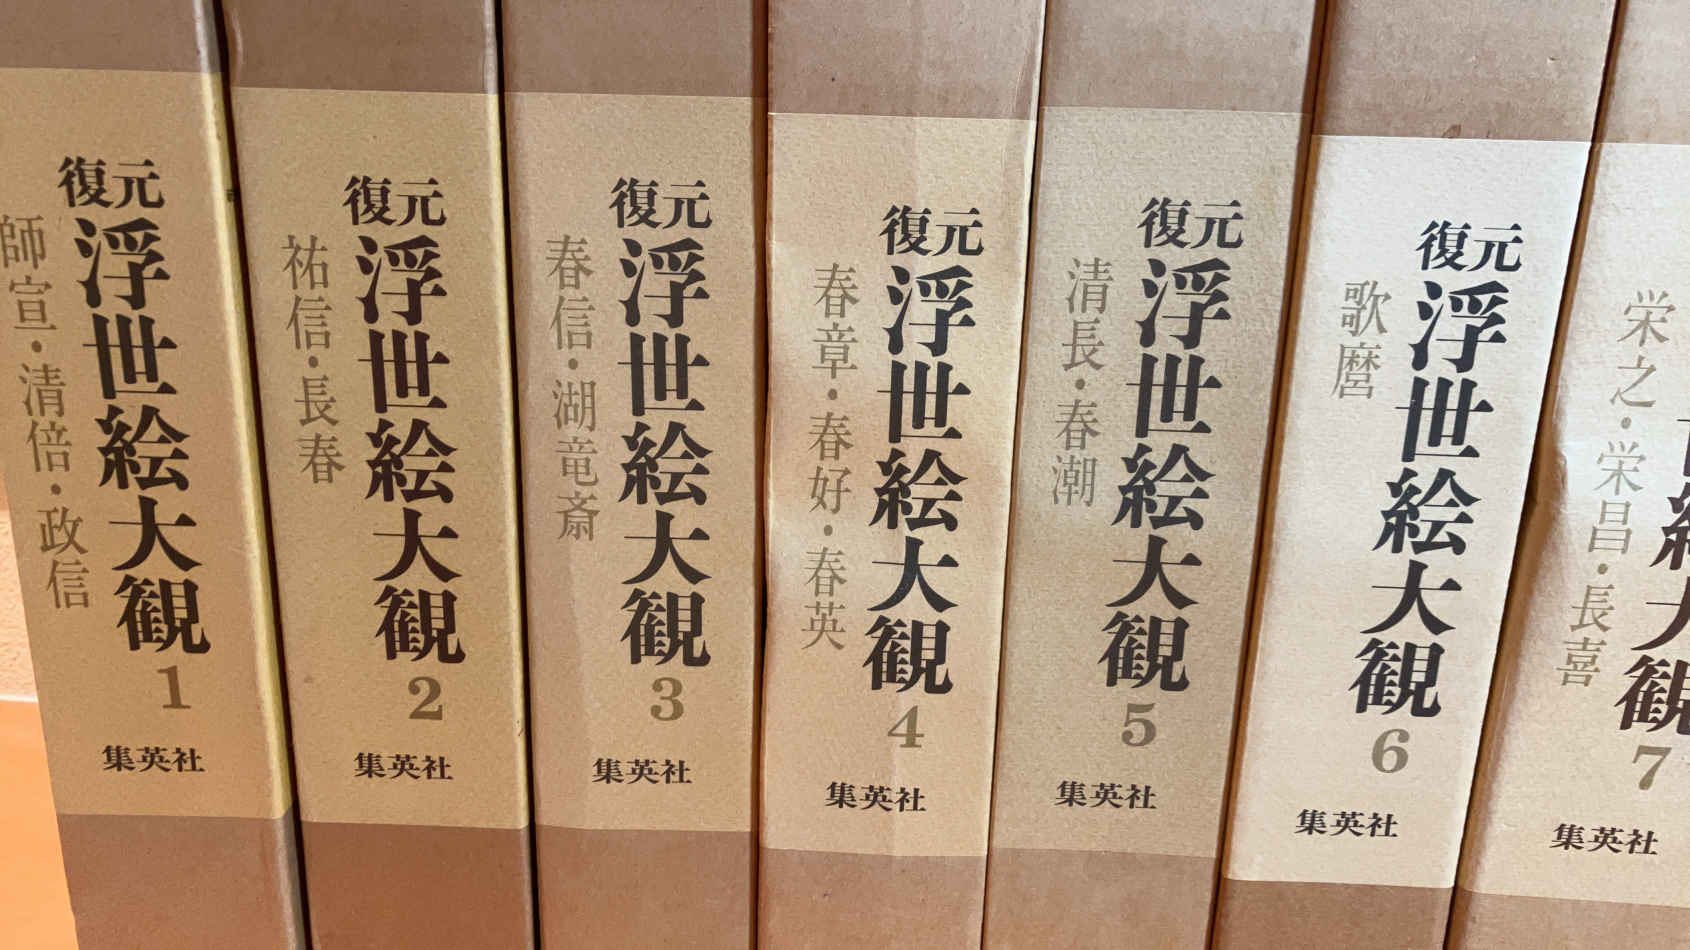 復元
浮世絵大観
1
師宣・清倍・政信
集英社
復元
浮世絵大観
2
祐信・長春
集英社
復元
浮世絵大観
3
春信・湖竜斎
集英社
復元
浮世絵大観
4
春章・春好・春英
集英社
復元
浮世絵大観
5
清長・春潮
集英社
復元
浮世絵大観
6
歌麿
集英社
絵大観
7
栄之・栄昌・長喜
集英社